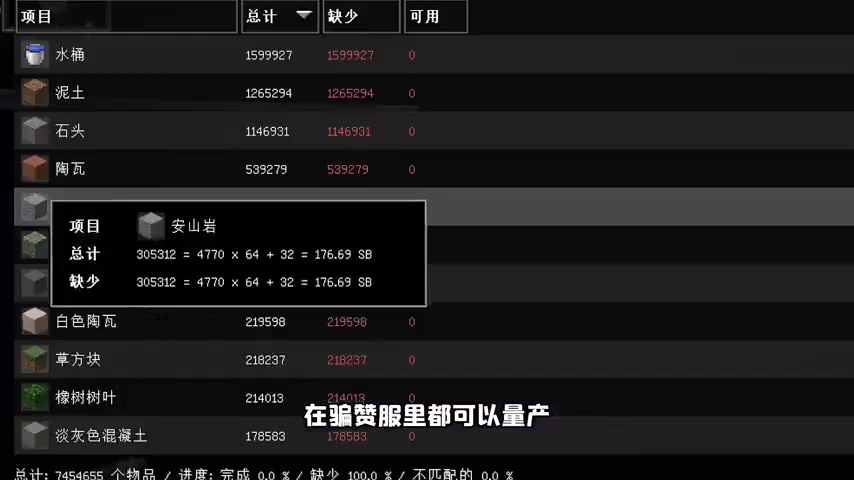 项目 总计 缺少 可用
水桶 1599927 1599927 0
泥土 1265294 1265294 0
石头 1146931 1146931 0
陶瓦 539279 539279 0
项目 安山岩
总计 305312 = 4770 x 64 + 32 = 176.69 SB
缺少 305312 = 4770 x 64 + 32 = 176.69 SB
白色陶瓦 219598 219598 0
草方块 218237 218237 0
橡树树叶 214013 214013 0
在骗赞服里都可以量产
淡灰色混凝土 178583 178583 0
总计: 7454655 个物品 / 进度: 完成 0.0 % / 缺少 100.0 % / 不匹配的 0.0 %